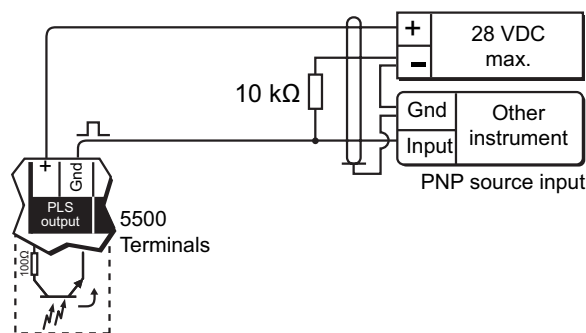 +
28 VDC
max.
−
10 kΩ
Gnd
Other
instrument
Input
PNP source input
+
Gnd
PLS
output
5500
Terminals
100Ω